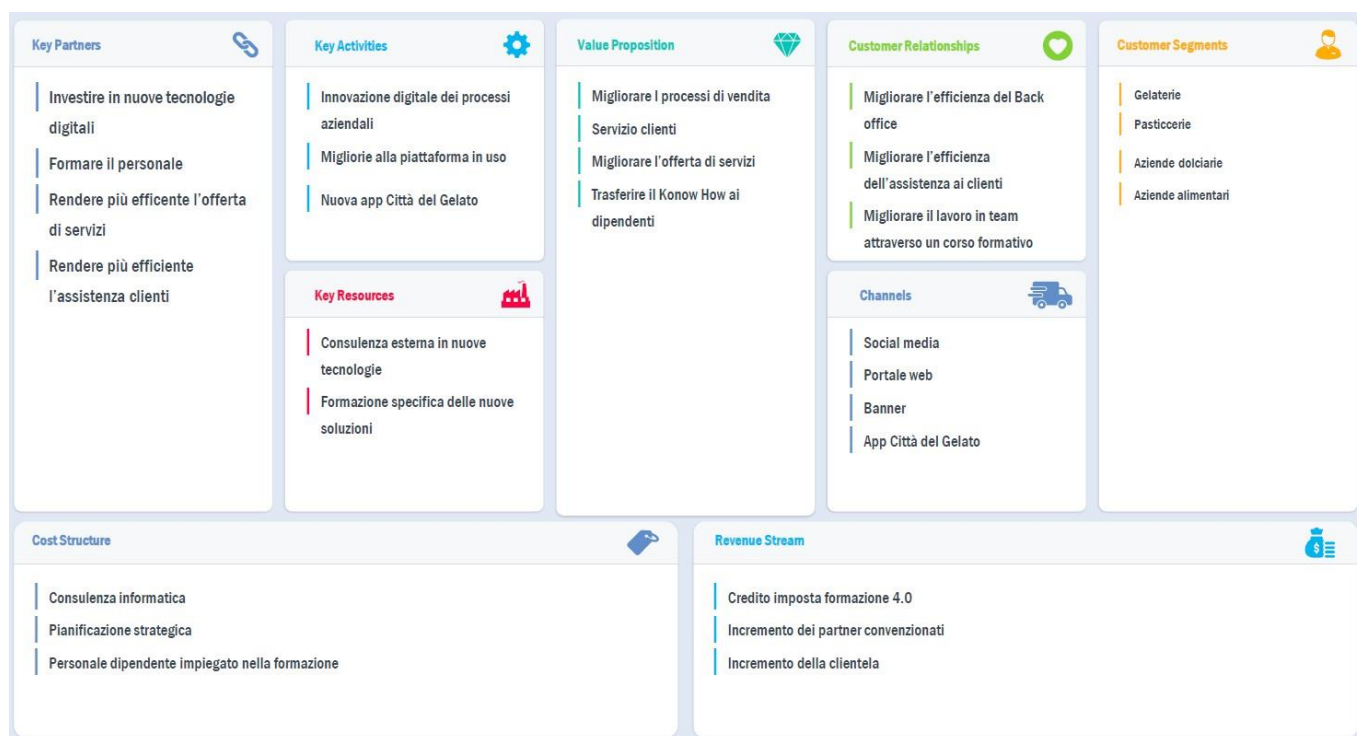 Key Partners
Investire in nuove tecnologie
digitali
Formare il personale
Rendere più efficente l'offerta
di servizi
Rendere più efficiente
l'assistenza clienti
Key Activities
Innovazione digitale dei processi
aziendali
Migliorie alla piattaforma in uso
Nuova app Città del Gelato
Key Resources
Consulenza esterna in nuove
tecnologie
Formazione specifica delle nuove
soluzioni
Value Proposition
Migliorare I processi di vendita
Servizio clienti
Migliorare l'offerta di servizi
Trasferire il Konow How ai
dipendenti
Customer Relationships
Migliorare l'efficienza del Back
office
Migliorare l'efficienza
dell'assistenza ai clienti
Migliorare il lavoro in team
attraverso un corso formativo
Channels
Social media
Portale web
Banner
App Città del Gelato
Customer Segments
Gelaterie
Pasticcerie
Aziende dolciarie
Aziende alimentari
Cost Structure
Consulenza informatica
Pianificazione strategica
Personale dipendente impiegato nella formazione
Revenue Stream
$
Credito imposta formazione 4.0
Incremento dei partner convenzionati
Incremento della clientela